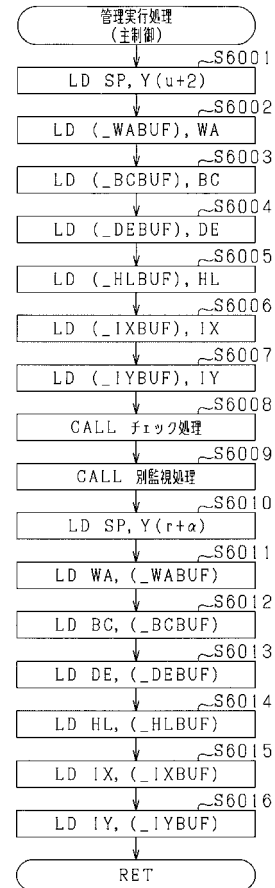 管理実行処理
(主制御)
S6001
LD SP, Y(u+2)
S6002
LD (_WABUF), WA
S6003
LD (_BCBUF), BC
S6004
LD (_DEBUF), DE
S6005
LD (_HLBUF), HL
S6006
LD (_IXBUF), IX
S6007
LD (_IYBUF), IY
S6008
CALL チェック処理
S6009
CALL 別監視処理
S6010
LD SP, Y(r+α)
S6011
LD WA, (_WABUF)
S6012
LD BC, (_BCBUF)
S6013
LD DE, (_DEBUF)
S6014
LD HL, (_HLBUF)
S6015
LD IX, (_IXBUF)
S6016
LD IY, (_IYBUF)
RET